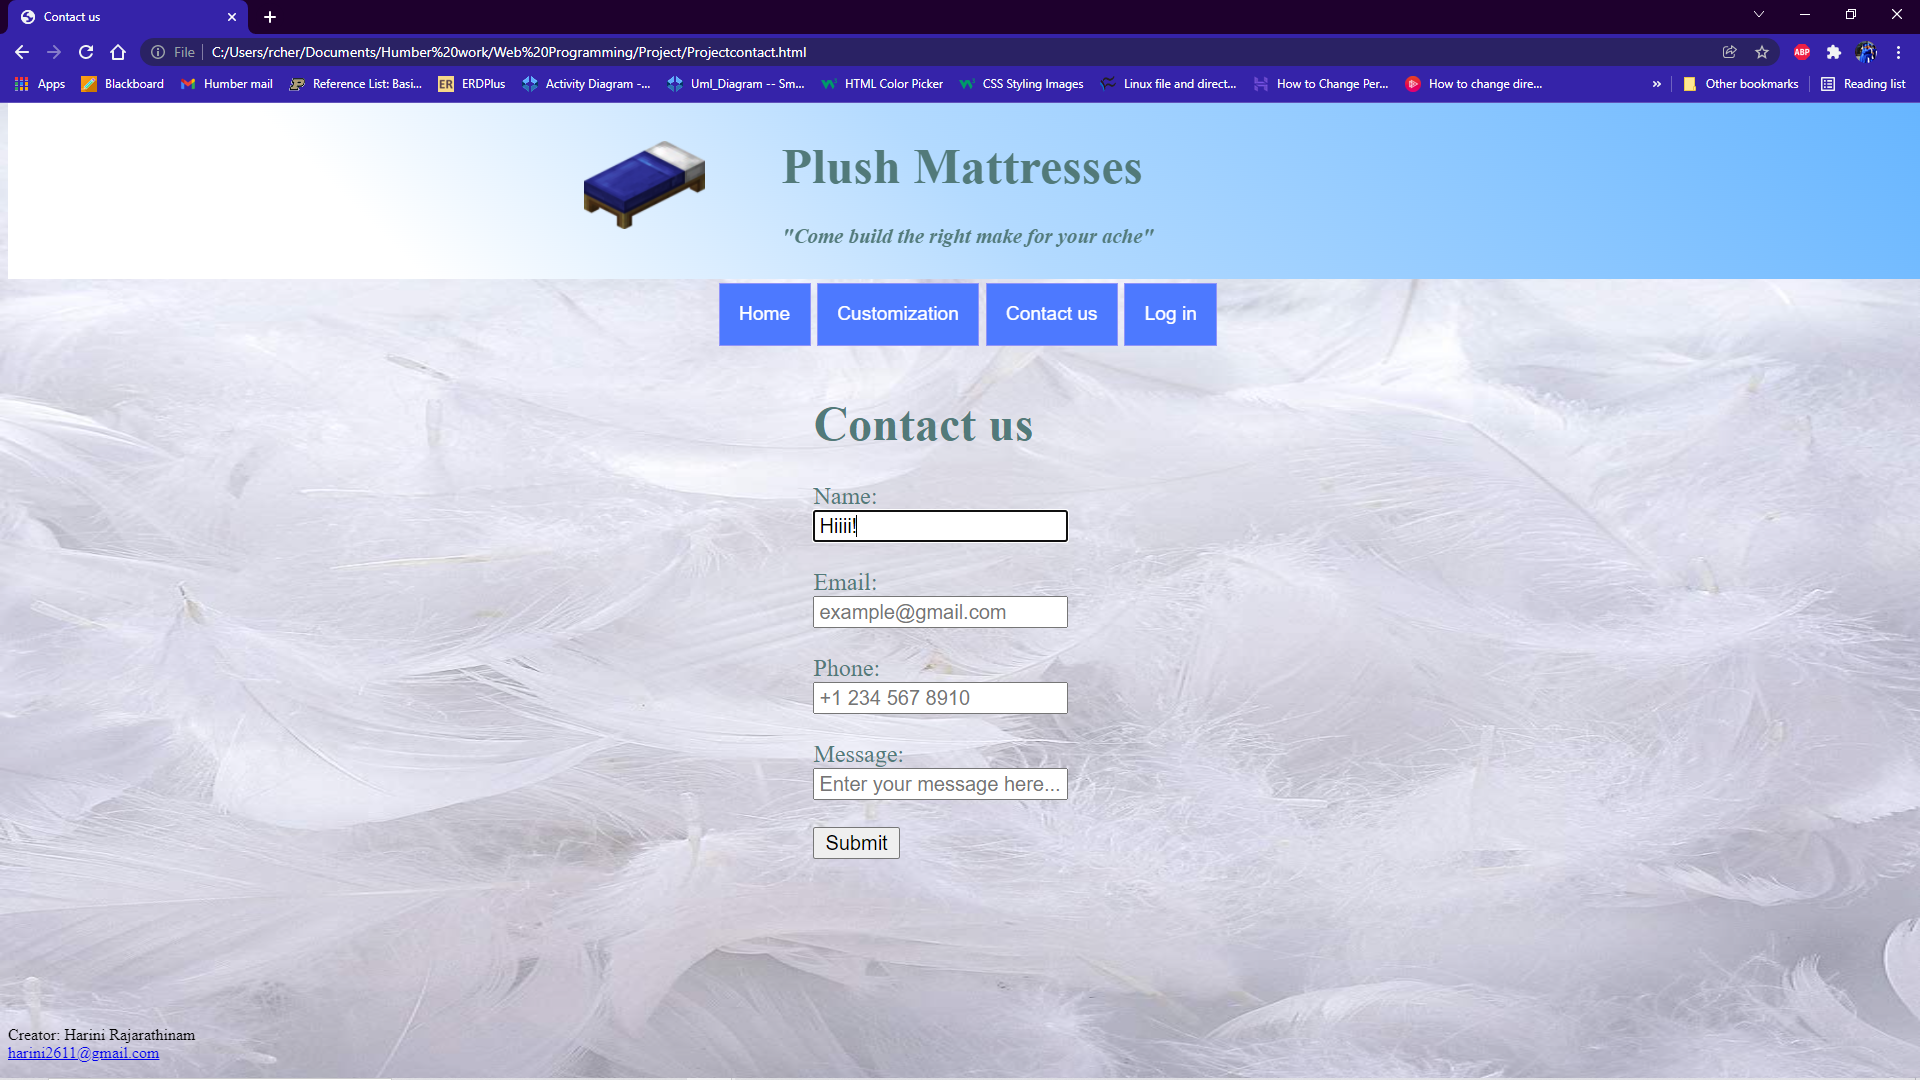 Contact us
File
C:/Users/rcher/Documents/Humber%20work/Web%20Programming/Project/Projectcontact.html
ABP
Apps
Blackboard
Humber mail
Reference List: Basi...
ER
ERDPlus
Activity Diagram -...
Uml_Diagram -- Sm...
HTML Color Picker
CSS Styling Images
Linux file and direct...
How to Change Per...
How to change dire...
»
Other bookmarks
Reading list
Plush Mattresses
"Come build the right make for your ache"
Home
Customization
Contact us
Log in
Contact us
Name:
Hiiii!
Email:
example@gmail.com
Phone:
+1 234 567 8910
Message:
Enter your message here...
Submit
Creator: Harini Rajarathinam
harini2611@gmail.com